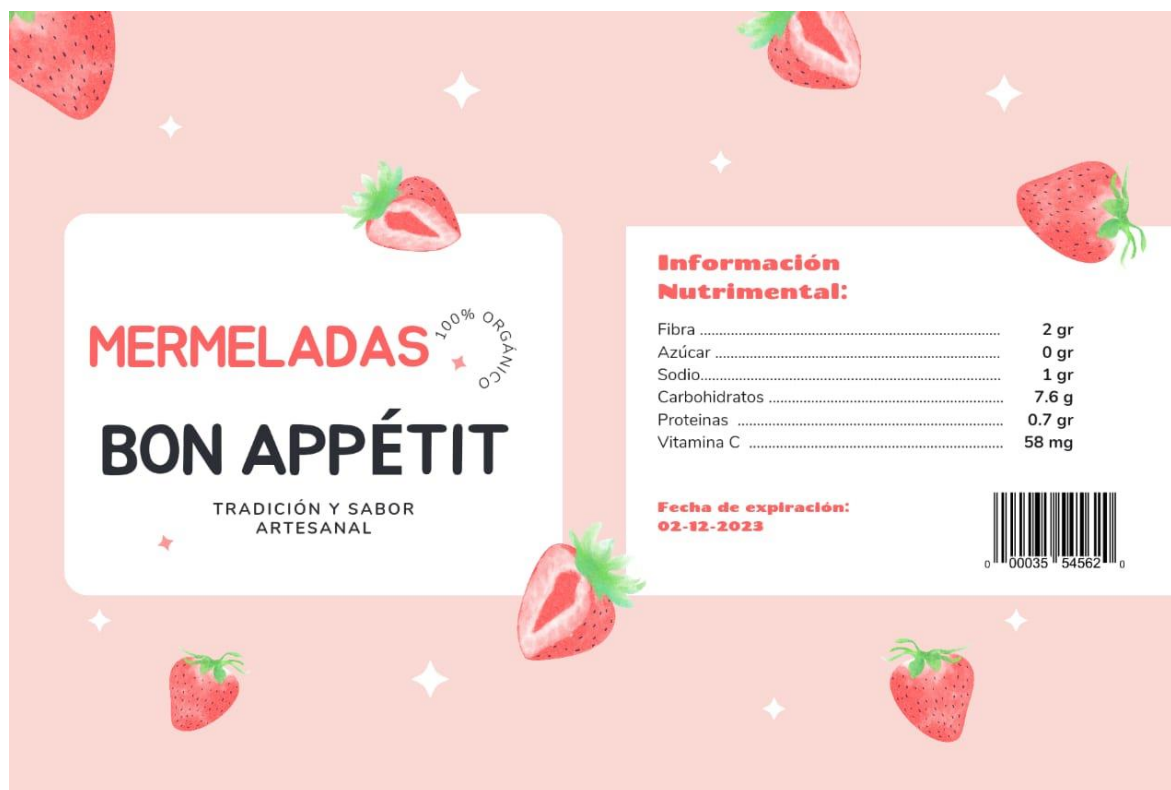 MERMELADAS
100% ORGÁNICO
BON APPÉTIT
TRADICIÓN Y SABOR
ARTESANAL
Información
Nutrimental:
Fibra ........................................................................ 2 gr
Azúcar ..................................................................... 0 gr
Sodio........................................................................ 1 gr
Carbohidratos ........................................................ 7.6 g
Proteinas ............................................................... 0.7 gr
Vitamina C ............................................................. 58 mg
Fecha de expiración:
02-12-2023
0 00035 54562 0